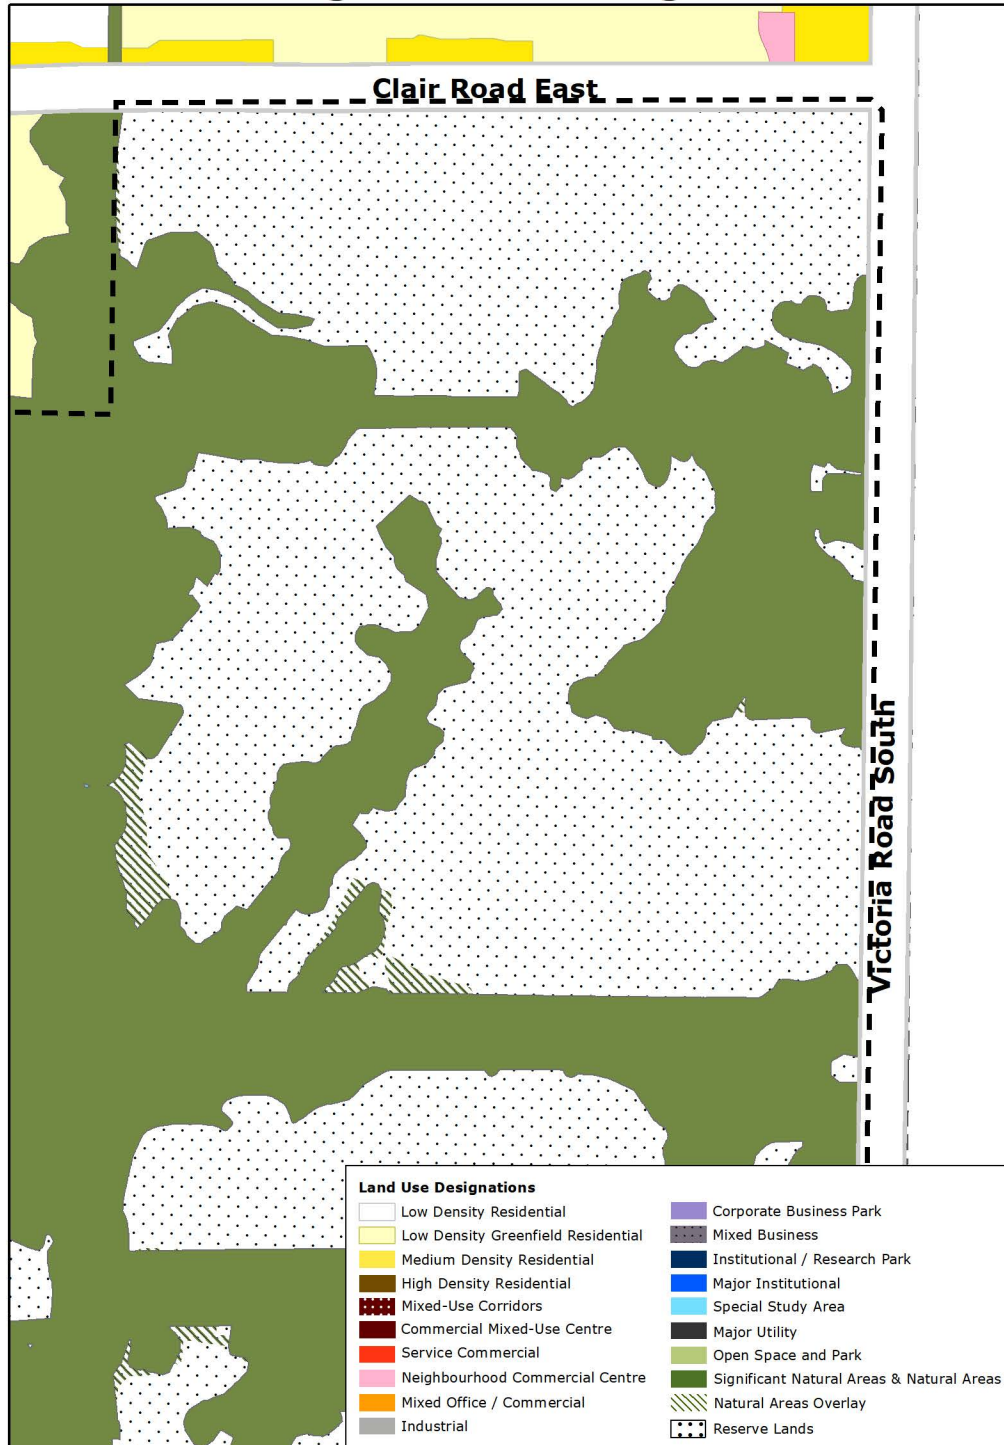 Clair Road East
Victoria Road South
Land Use Designations
Low Density Residential
Low Density Greenfield Residential
Medium Density Residential
High Density Residential
Mixed-Use Corridors
Commercial Mixed-Use Centre
Service Commercial
Neighbourhood Commercial Centre
Mixed Office / Commercial
Industrial
Corporate Business Park
Mixed Business
Institutional / Research Park
Major Institutional
Special Study Area
Major Utility
Open Space and Park
Significant Natural Areas & Natural Areas
Natural Areas Overlay
Reserve Lands